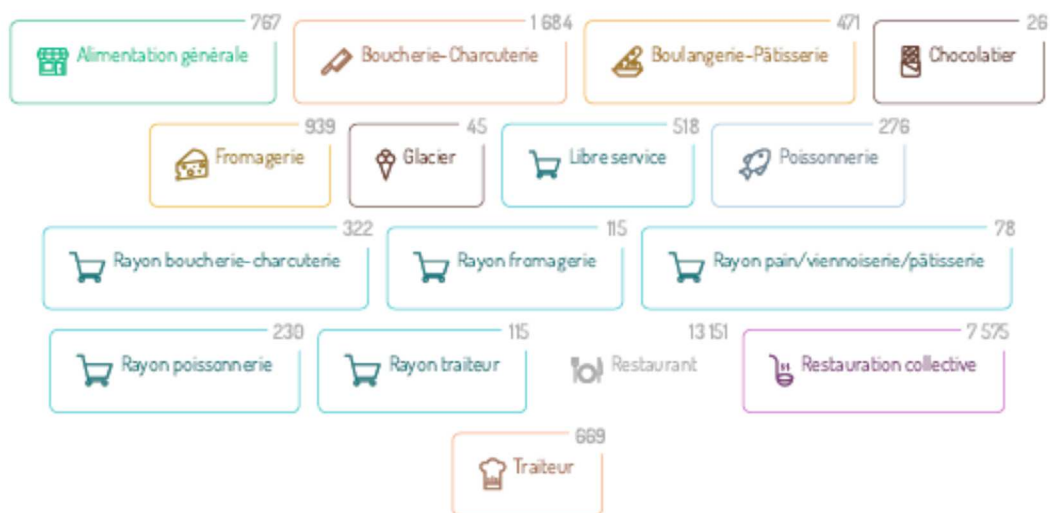 767 1 684 471 26
Alimentation générale Boucherie-Charcuterie Boulangerie-Pâtisserie Chocolatier
939 45 518 276
Fromagerie Glacier Libre service Poissonnerie
322 115 78
Rayon boucherie-charcuterie Rayon fromagerie Rayon pain/viennoiserie/pâtisserie
230 115 13 151 7 575
Rayon poissonnerie Rayon traiteur Restaurant Restauration collective
669
Traiteur